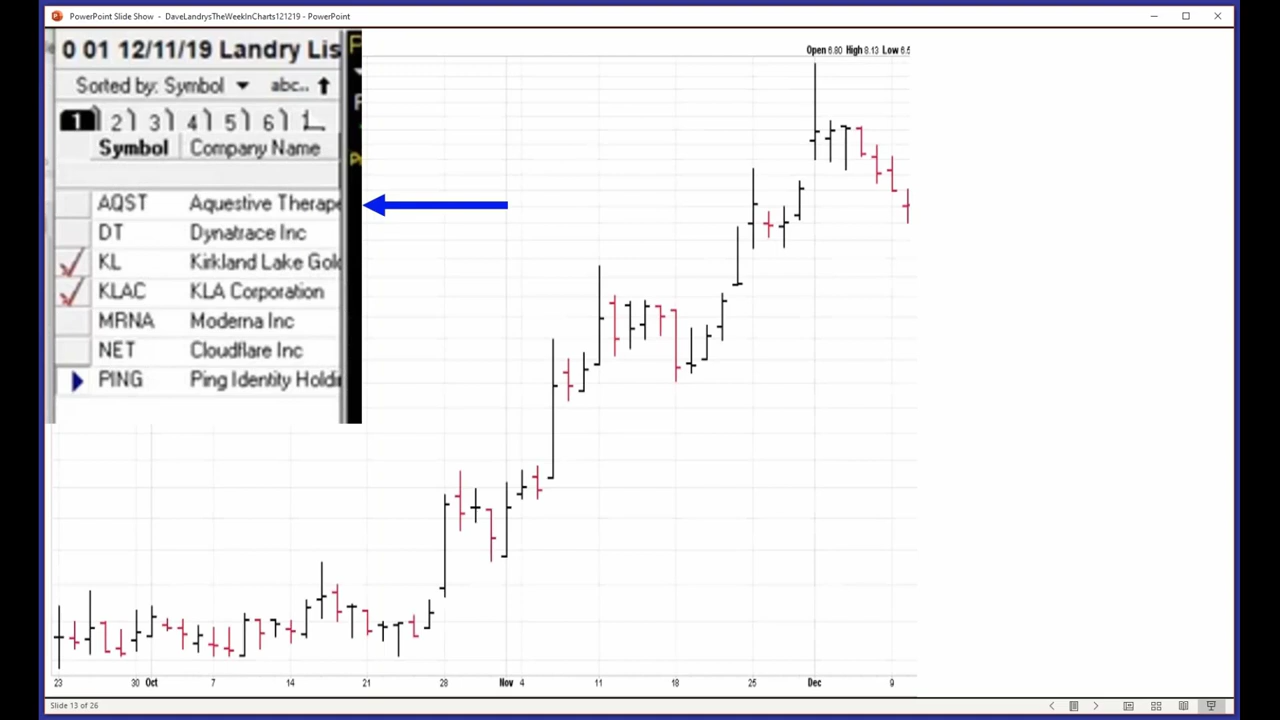 PowerPoint Slide Show - DaveLandrysTheWeekInCharts121219 - PowerPoint
0 01 12/11/19 Landry Lis
Open 6.80 High 8.13 Low 6.5
Sorted by: Symbol abc..
1 2 3 4 5 6
Symbol Company Name
AQST Aquestive Therape
DT Dynatrace Inc
KL Kirkland Lake Gold
KLAC KLA Corporation
MRNA Moderna Inc
NET Cloudflare Inc
PING Ping Identity Holdi
23 30 Oct 7 14 21 28 Nov 4 11 18 25 Dec 9
Slide 13 of 26